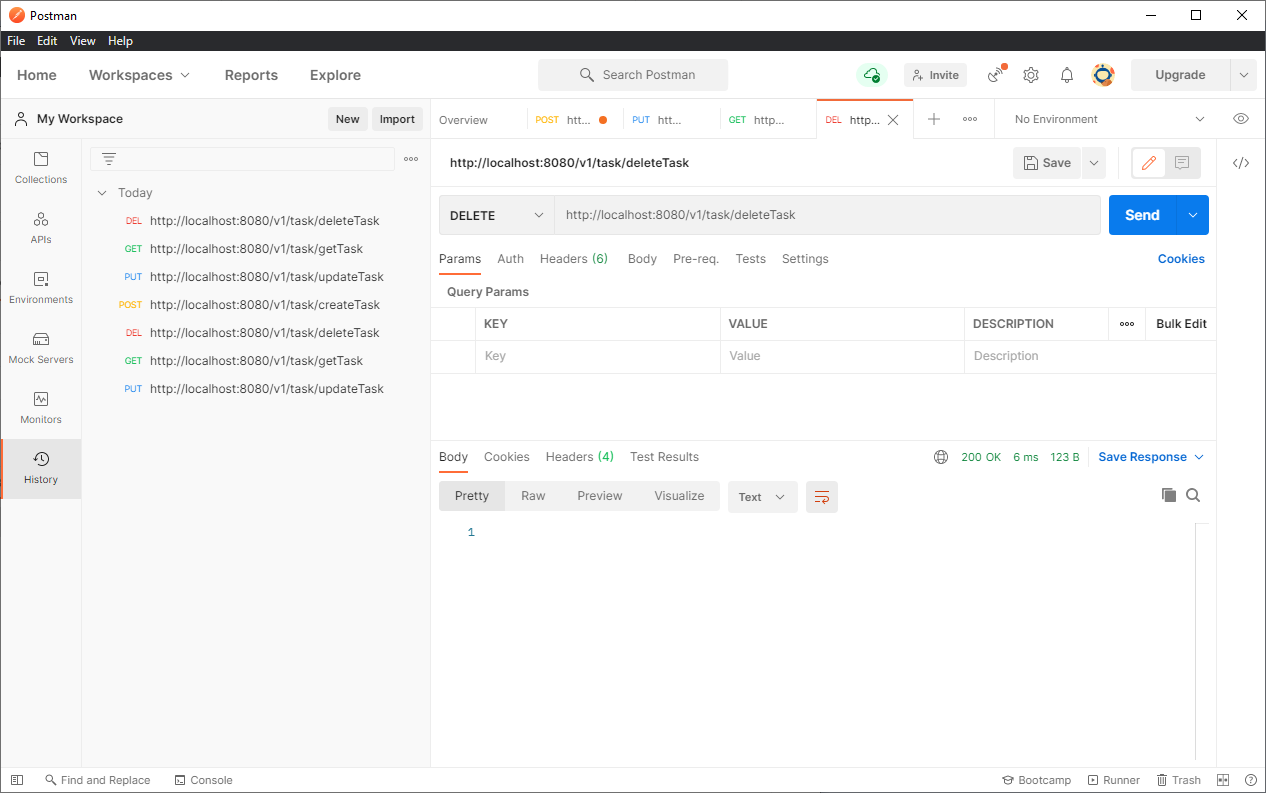 Postman
File Edit View Help
Home Workspaces Reports Explore Search Postman Invite Upgrade
My Workspace New Import
Overview POST htt... PUT htt... GET http... DEL http... No Environment
Collections
APIs
Environments
Mock Servers
Monitors
History
Today
DEL http://localhost:8080/v1/task/deleteTask
GET http://localhost:8080/v1/task/getTask
PUT http://localhost:8080/v1/task/updateTask
POST http://localhost:8080/v1/task/createTask
DEL http://localhost:8080/v1/task/deleteTask
GET http://localhost:8080/v1/task/getTask
PUT http://localhost:8080/v1/task/updateTask
http://localhost:8080/v1/task/deleteTask Save
DELETE http://localhost:8080/v1/task/deleteTask Send
Params Auth Headers (6) Body Pre-req. Tests Settings Cookies
Query Params
KEY VALUE DESCRIPTION Bulk Edit
Key Value Description
Body Cookies Headers (4) Test Results 200 OK 6 ms 123 B Save Response
Pretty Raw Preview Visualize Text
1
Find and Replace Console Bootcamp Runner Trash